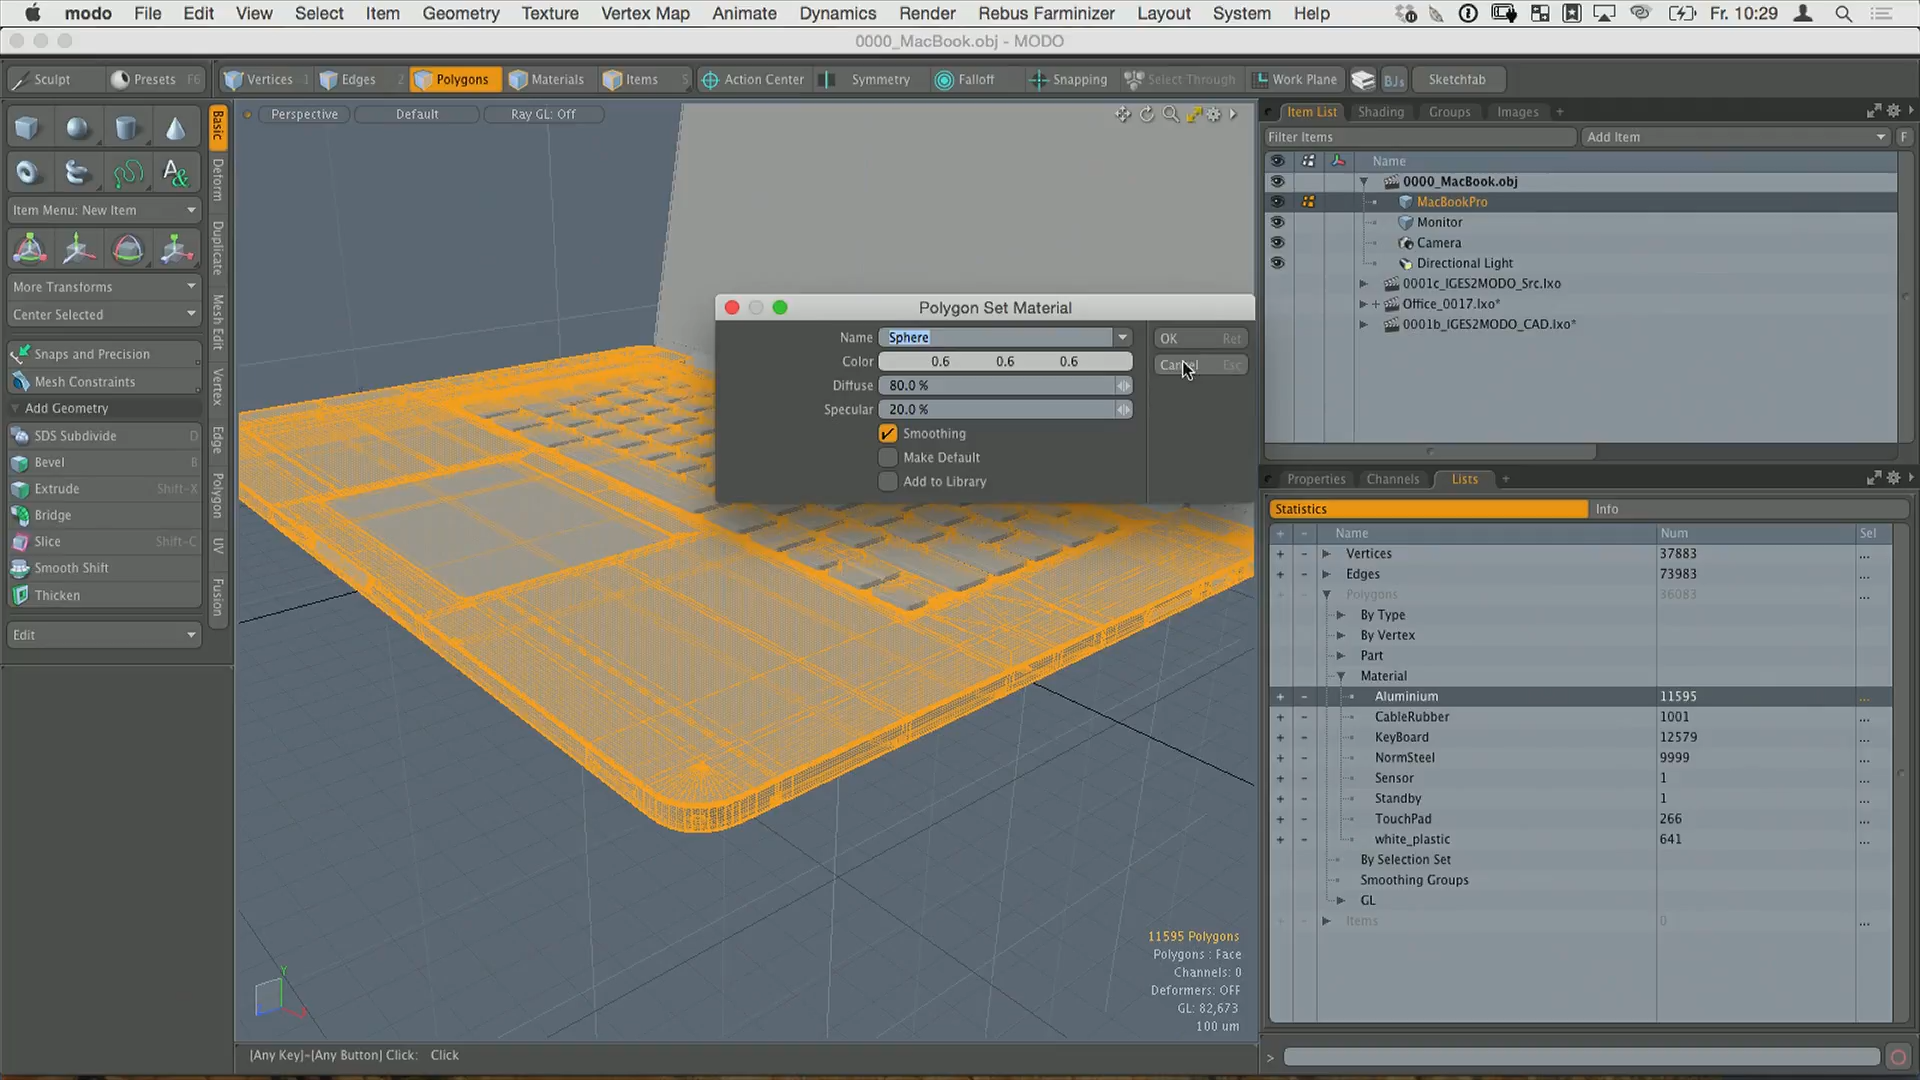 modo File Edit View Select Item Geometry Texture Vertex Map Animate Dynamics Render Rebus Farminizer Layout System Help Fr. 10:29
0000_MacBook.obj - MODO
Sculpt Presets F6 Vertices 1 Edges 2 Polygons Materials Items 5 Action Center Symmetry Falloff Snapping Select Through Work Plane BJs Sketchfab
Perspective Default Ray GL: Off
Item List Shading Groups Images +
Filter Items Add Item F
Name
0000_MacBook.obj
MacBookPro
Monitor
Camera
Directional Light
0001c_IGES2MODO_Src.lxo
Office_0017.lxo*
0001b_IGES2MODO_CAD.lxo*
Basic
Deform
Duplicate
Mesh Edit
Vertex
Edge
Polygon
UV
Fusion
Item Menu: New Item
More Transforms
Center Selected
Snaps and Precision
Mesh Constraints
Add Geometry
SDS Subdivide D
Bevel B
Extrude Shift-X
Bridge
Slice Shift-C
Smooth Shift
Thicken
Edit
Polygon Set Material
Name Sphere OK Ret
Color 0.6 0.6 0.6 Cancel Esc
Diffuse 80.0 %
Specular 20.0 %
Smoothing
Make Default
Add to Library
Properties Channels Lists +
Statistics Info
+ - Name Num Sel
+ - Vertices 37883 ...
+ - Edges 73983 ...
+ - Polygons 36083 ...
By Type
By Vertex
Part
Material
+ - Aluminium 11595 ...
+ - CableRubber 1001 ...
+ - KeyBoard 12579 ...
+ - NormSteel 9999 ...
+ - Sensor 1 ...
+ - Standby 1 ...
+ - TouchPad 266 ...
+ - white_plastic 641 ...
By Selection Set
Smoothing Groups
GL
+ - Items 0 ...
11595 Polygons
Polygons : Face
Channels: 0
Deformers: OFF
GL: 82,673
100 um
Y
[Any Key]-[Any Button] Click: Click
>